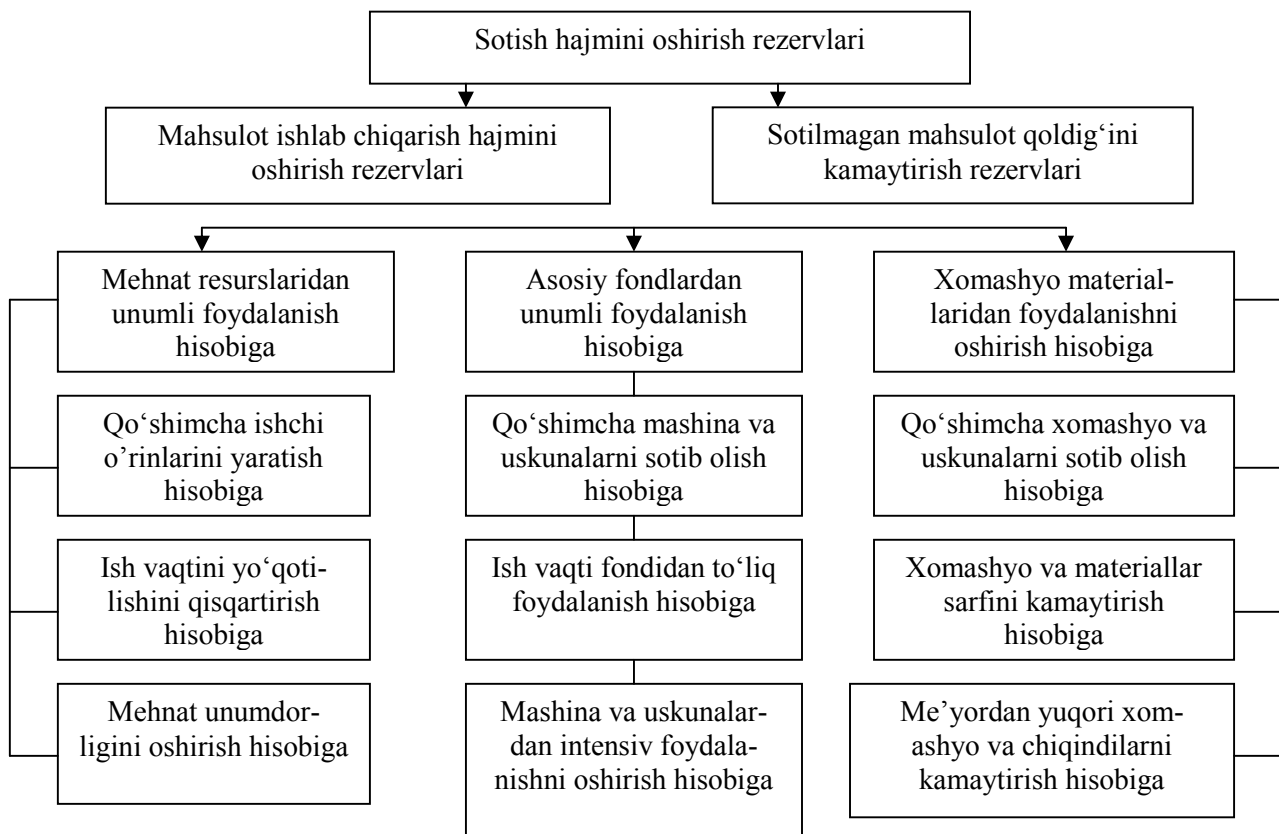 Sotish hajmini oshirish rezervlari
Mahsulot ishlab chiqarish hajmini
oshirish rezervlari
Sotilmagan mahsulot qoldig‘ini
kamaytirish rezervlari
Mehnat resurslaridan
unumli foydalanish
hisobiga
Asosiy fondlardan
unumli foydalanish
hisobiga
Xomashyo material-
laridan foydalanishni
oshirish hisobiga
Qo‘shimcha ishchi
o’rinlarini yaratish
hisobiga
Qo‘shimcha mashina va
uskunalarni sotib olish
hisobiga
Qo‘shimcha xomashyo va
uskunalarni sotib olish
hisobiga
Ish vaqtini yo‘qoti-
lishini qisqartirish
hisobiga
Ish vaqti fondidan to‘liq
foydalanish hisobiga
Xomashyo va materiallar
sarfini kamaytirish
hisobiga
Mehnat unumdor-
ligini oshirish hisobiga
Mashina va uskunalar-
dan intensiv foydala-
nishni oshirish hisobiga
Me’yordan yuqori xom-
ashyo va chiqindilarni
kamaytirish hisobiga